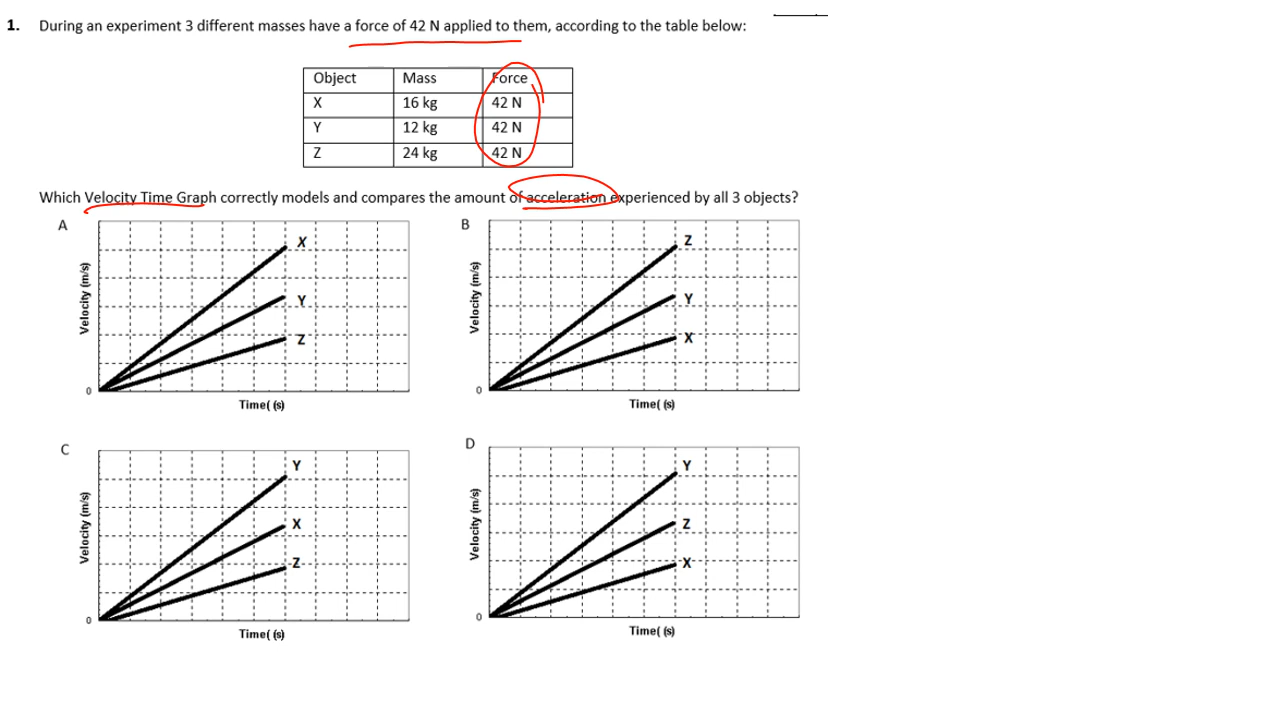 1. During an experiment 3 different masses have a force of 42 N applied to them, according to the table below:
Object Mass Force
X 16 kg 42 N
Y 12 kg 42 N
Z 24 kg 42 N
Which Velocity Time Graph correctly models and compares the amount of acceleration experienced by all 3 objects?
A
Velocity (m/s)
X
Y
Z
0
Time( (s)
B
Velocity (m/s)
Z
Y
X
0
Time( (s)
C
Velocity (m/s)
Y
X
Z
0
Time( (s)
D
Velocity (m/s)
Y
Z
X
0
Time( (s)